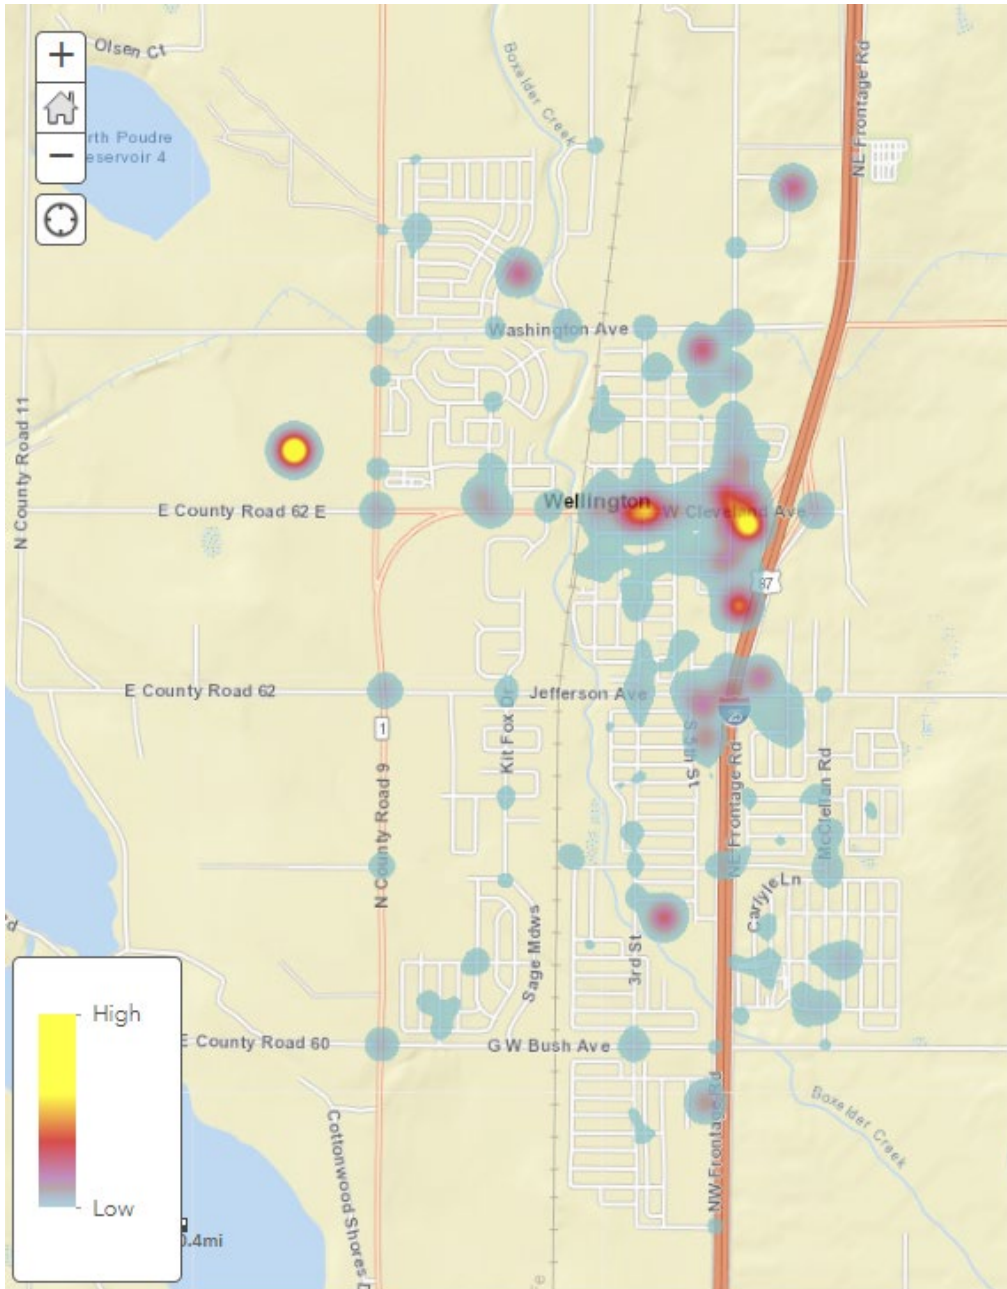 Olsen Ct
+
−
rth Poudre
eservoir 4
Boxelder Creek
NE Frontage Rd
Washington Ave
N County Road 11
E County Road 62 E
Wellington
W Cleveland Ave
87
E County Road 62
Jefferson Ave
1
Kit Fox Dr
S 5th St
N County Road 9
NE Frontage Rd
McClellan Rd
Carlyle Ln
Sage Mdws
3rd St
Rd
High
Low
E County Road 60
G W Bush Ave
NW Frontage Rd
Boxelder Creek
Cottonwood Shores D
0.4mi